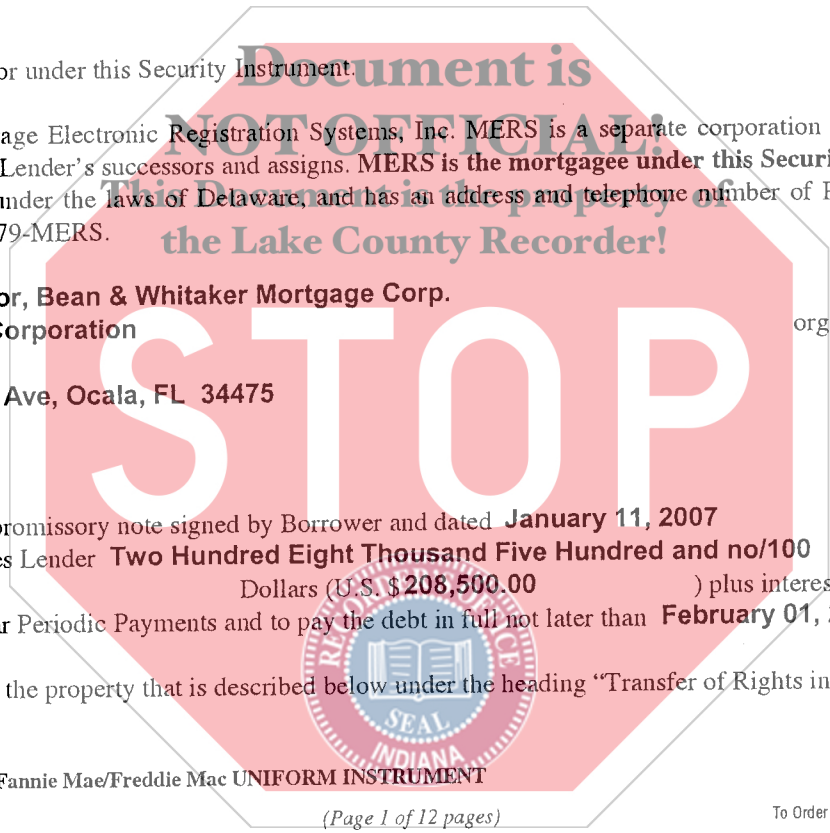 Document is
or under this Security Instrument.
NOT OFFICIAL!
age Electronic Registration Systems, Inc. MERS is a separate corporation
Lender's successors and assigns. MERS is the mortgagee under this Securi
This Document is the property of
under the laws of Delaware, and has an address and telephone number of
79-MERS.
the Lake County Recorder!
or, Bean & Whitaker Mortgage Corp.
Corporation
org
Ave, Ocala, FL 34475
STOP
promissory note signed by Borrower and dated January 11, 2007
es Lender Two Hundred Eight Thousand Five Hundred and no/100
Dollars (U.S. $208,500.00 ) plus interes
r Periodic Payments and to pay the debt in full not later than February 01,
the property that is described below under the heading “Transfer of Rights in
RECORDER'S OFFICE
SEAL
INDIANA
Fannie Mae/Freddie Mac UNIFORM INSTRUMENT
(Page 1 of 12 pages)
To Order